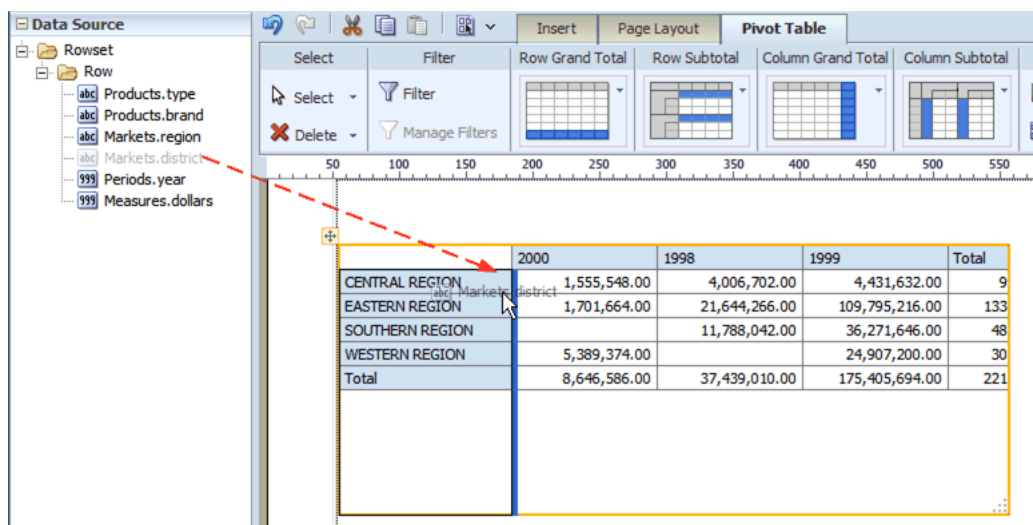 Data Source
Rowset
Row
abc Products.type
abc Products.brand
abc Markets.region
abc Markets.district
999 Periods.year
999 Measures.dollars
Insert Page Layout Pivot Table
Select Filter Row Grand Total Row Subtotal Column Grand Total Column Subtotal
Select Filter
Delete Manage Filters
50 100 150 200 250 300 350 400 450 500 550
2000 1998 1999 Total
CENTRAL REGION 1,555,548.00 4,006,702.00 4,431,632.00 9
abc Markets.district
EASTERN REGION 1,701,664.00 21,644,266.00 109,795,216.00 133
SOUTHERN REGION 11,788,042.00 36,271,646.00 48
WESTERN REGION 5,389,374.00 24,907,200.00 30
Total 8,646,586.00 37,439,010.00 175,405,694.00 221